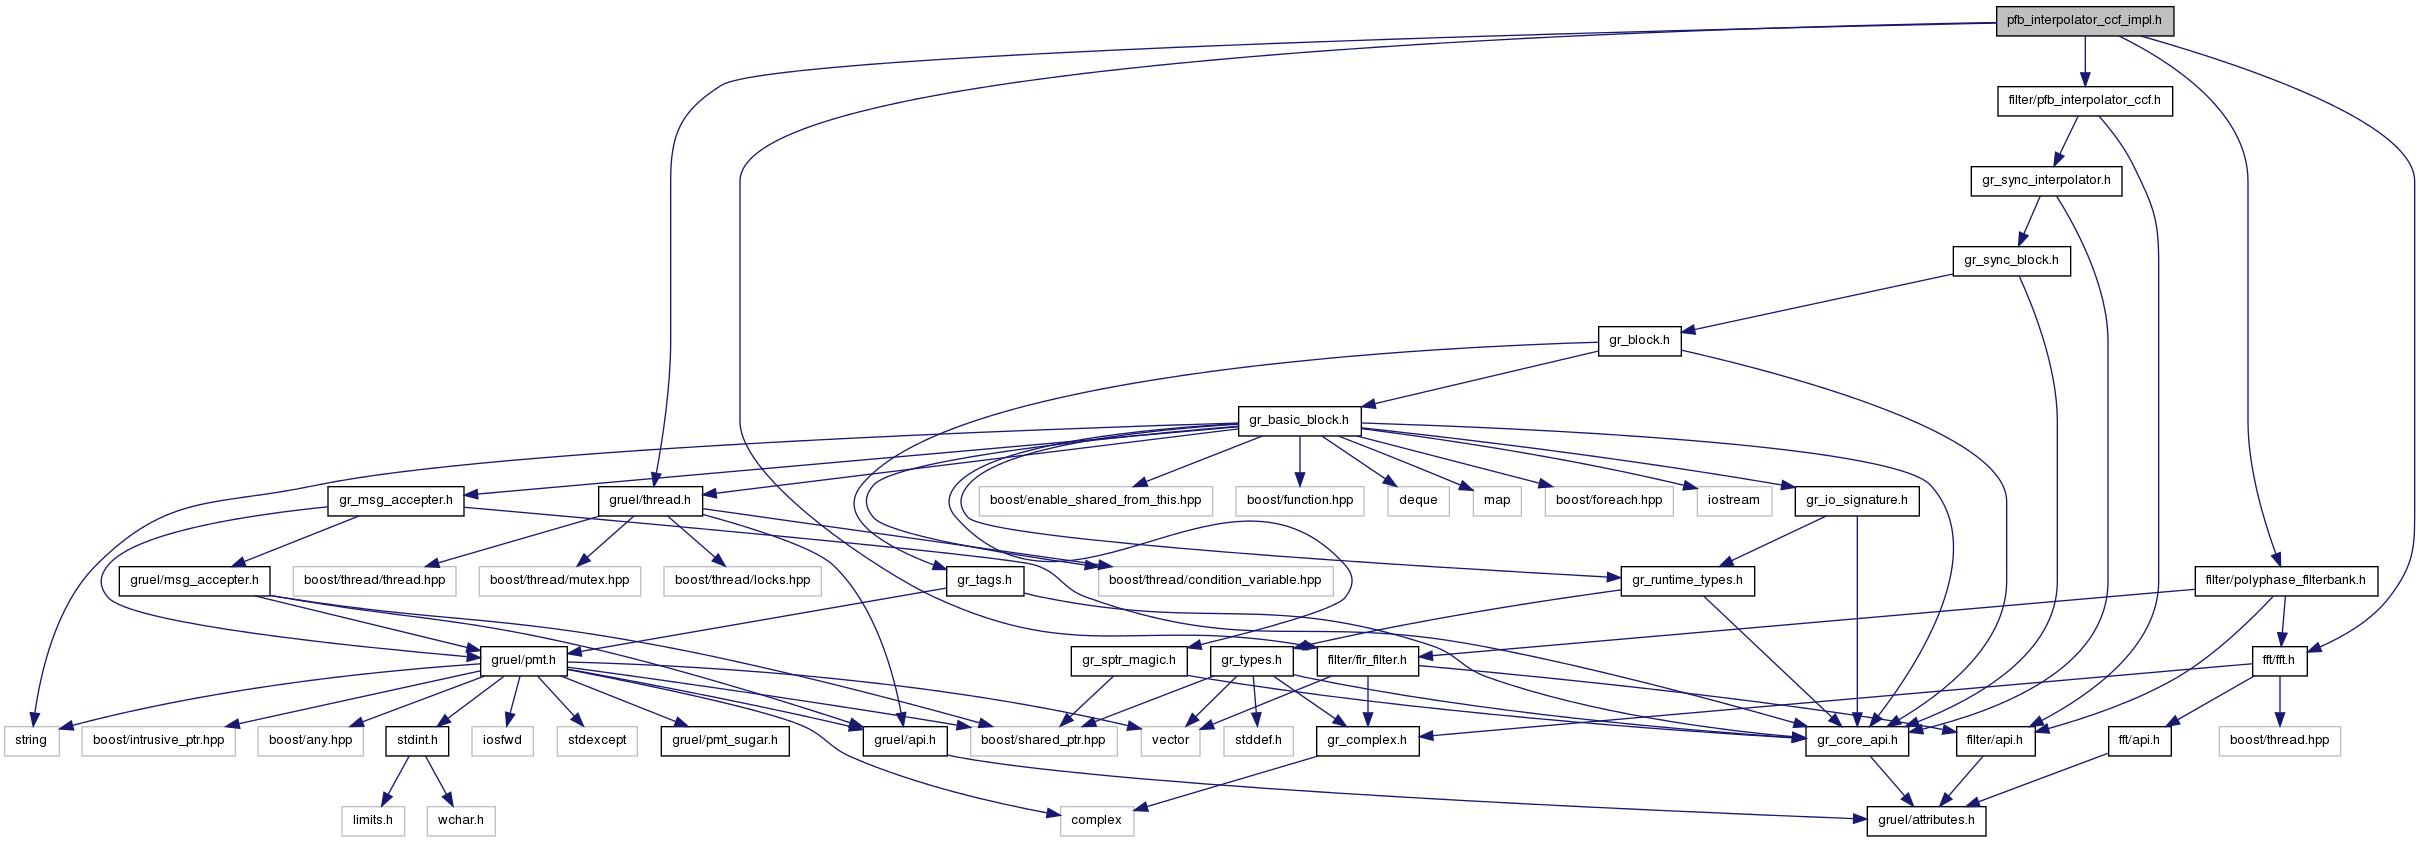 pfb_interpolator_ccf_impl.h
filter/pfb_interpolator_ccf.h
gr_sync_interpolator.h
gr_sync_block.h
gr_block.h
gr_basic_block.h
gr_msg_accepter.h
gruel/thread.h
boost/enable_shared_from_this.hpp
boost/function.hpp
deque
map
boost/foreach.hpp
iostream
gr_io_signature.h
gruel/msg_accepter.h
boost/thread/thread.hpp
boost/thread/mutex.hpp
boost/thread/locks.hpp
gr_tags.h
boost/thread/condition_variable.hpp
gr_runtime_types.h
filter/polyphase_filterbank.h
gruel/pmt.h
gr_sptr_magic.h
gr_types.h
filter/fir_filter.h
fft/fft.h
string
boost/intrusive_ptr.hpp
boost/any.hpp
stdint.h
iosfwd
stdexcept
gruel/pmt_sugar.h
gruel/api.h
boost/shared_ptr.hpp
vector
stddef.h
gr_complex.h
gr_core_api.h
filter/api.h
fft/api.h
boost/thread.hpp
limits.h
wchar.h
complex
gruel/attributes.h